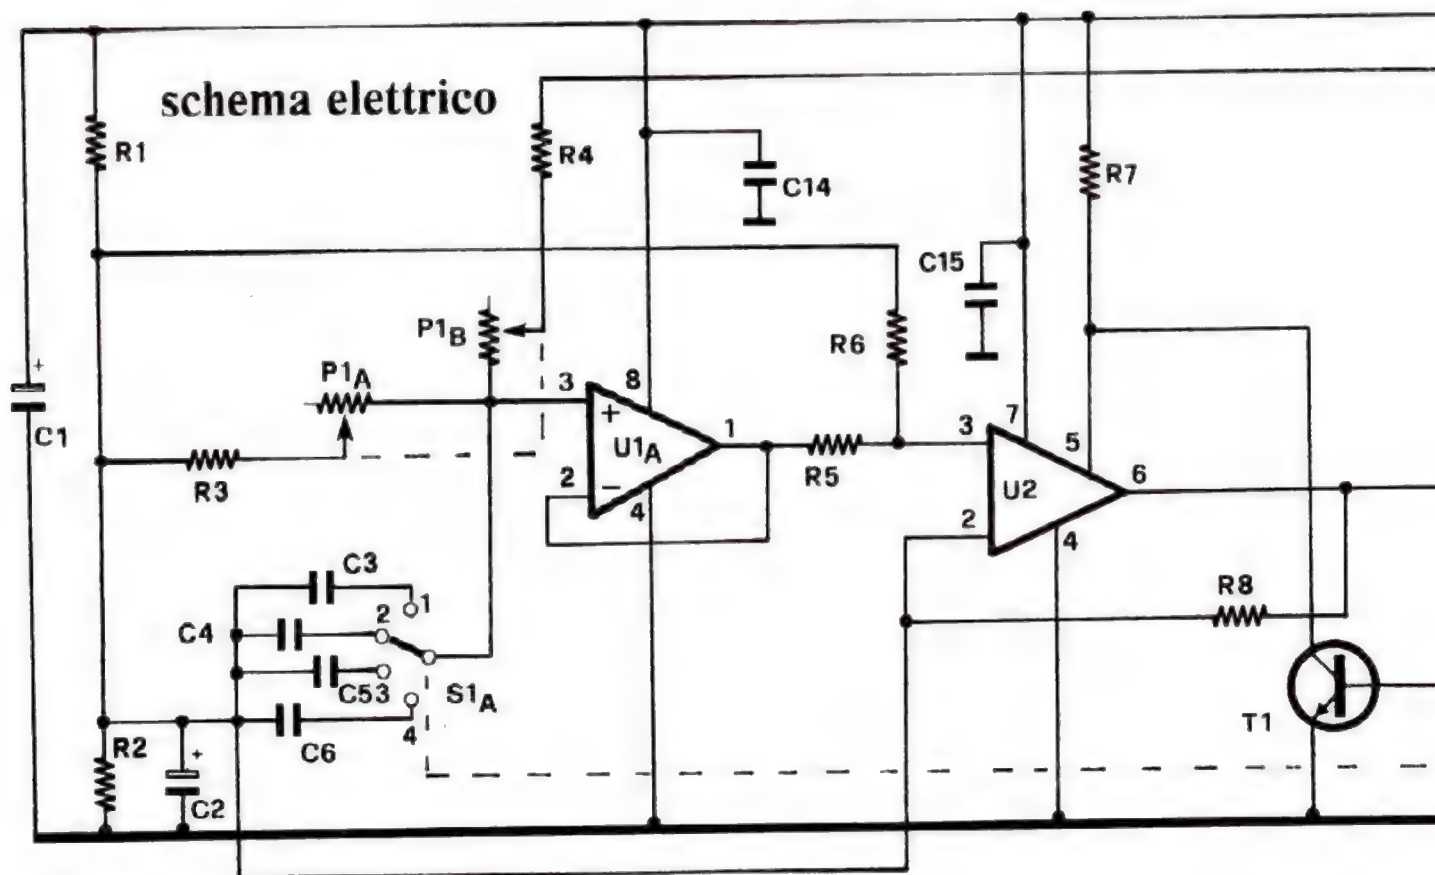 schema elettrico
R1
R4
C14
R7
C15
P1B
R6
P1A
3
8
+
U1A
1
2
−
4
C1
+
R3
R5
3
7
5
6
U2
2
4
C3
1
2
C4
C53
S1A
4
C6
R8
T1
R2
+
C2